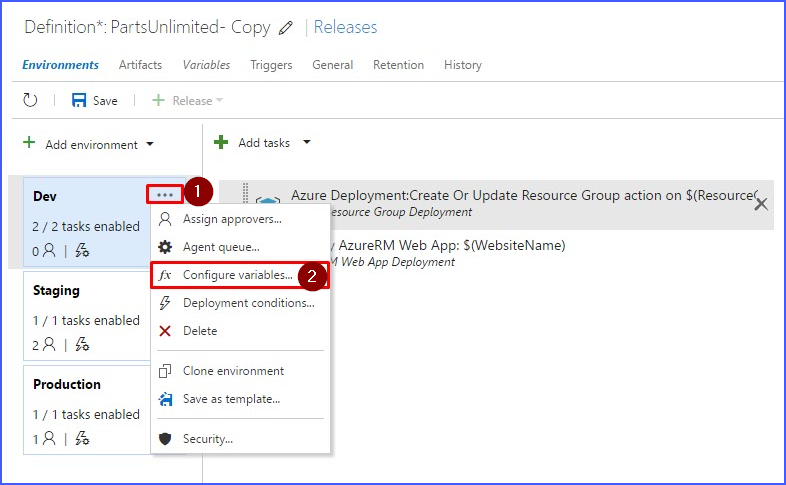 Definition*: PartsUnlimited- Copy | Releases
Environments Artifacts Variables Triggers General Retention History
Save Release
Add environment Add tasks
Dev
1
2 / 2 tasks enabled
0
Azure Deployment:Create Or Update Resource Group action on $(Resource
Resource Group Deployment
AzureRM Web App: $(WebsiteName)
Web App Deployment
Assign approvers...
Agent queue...
fx Configure variables... 2
Deployment conditions...
Delete
Clone environment
Save as template...
Security...
Staging
1 / 1 tasks enabled
2
Production
1 / 1 tasks enabled
1